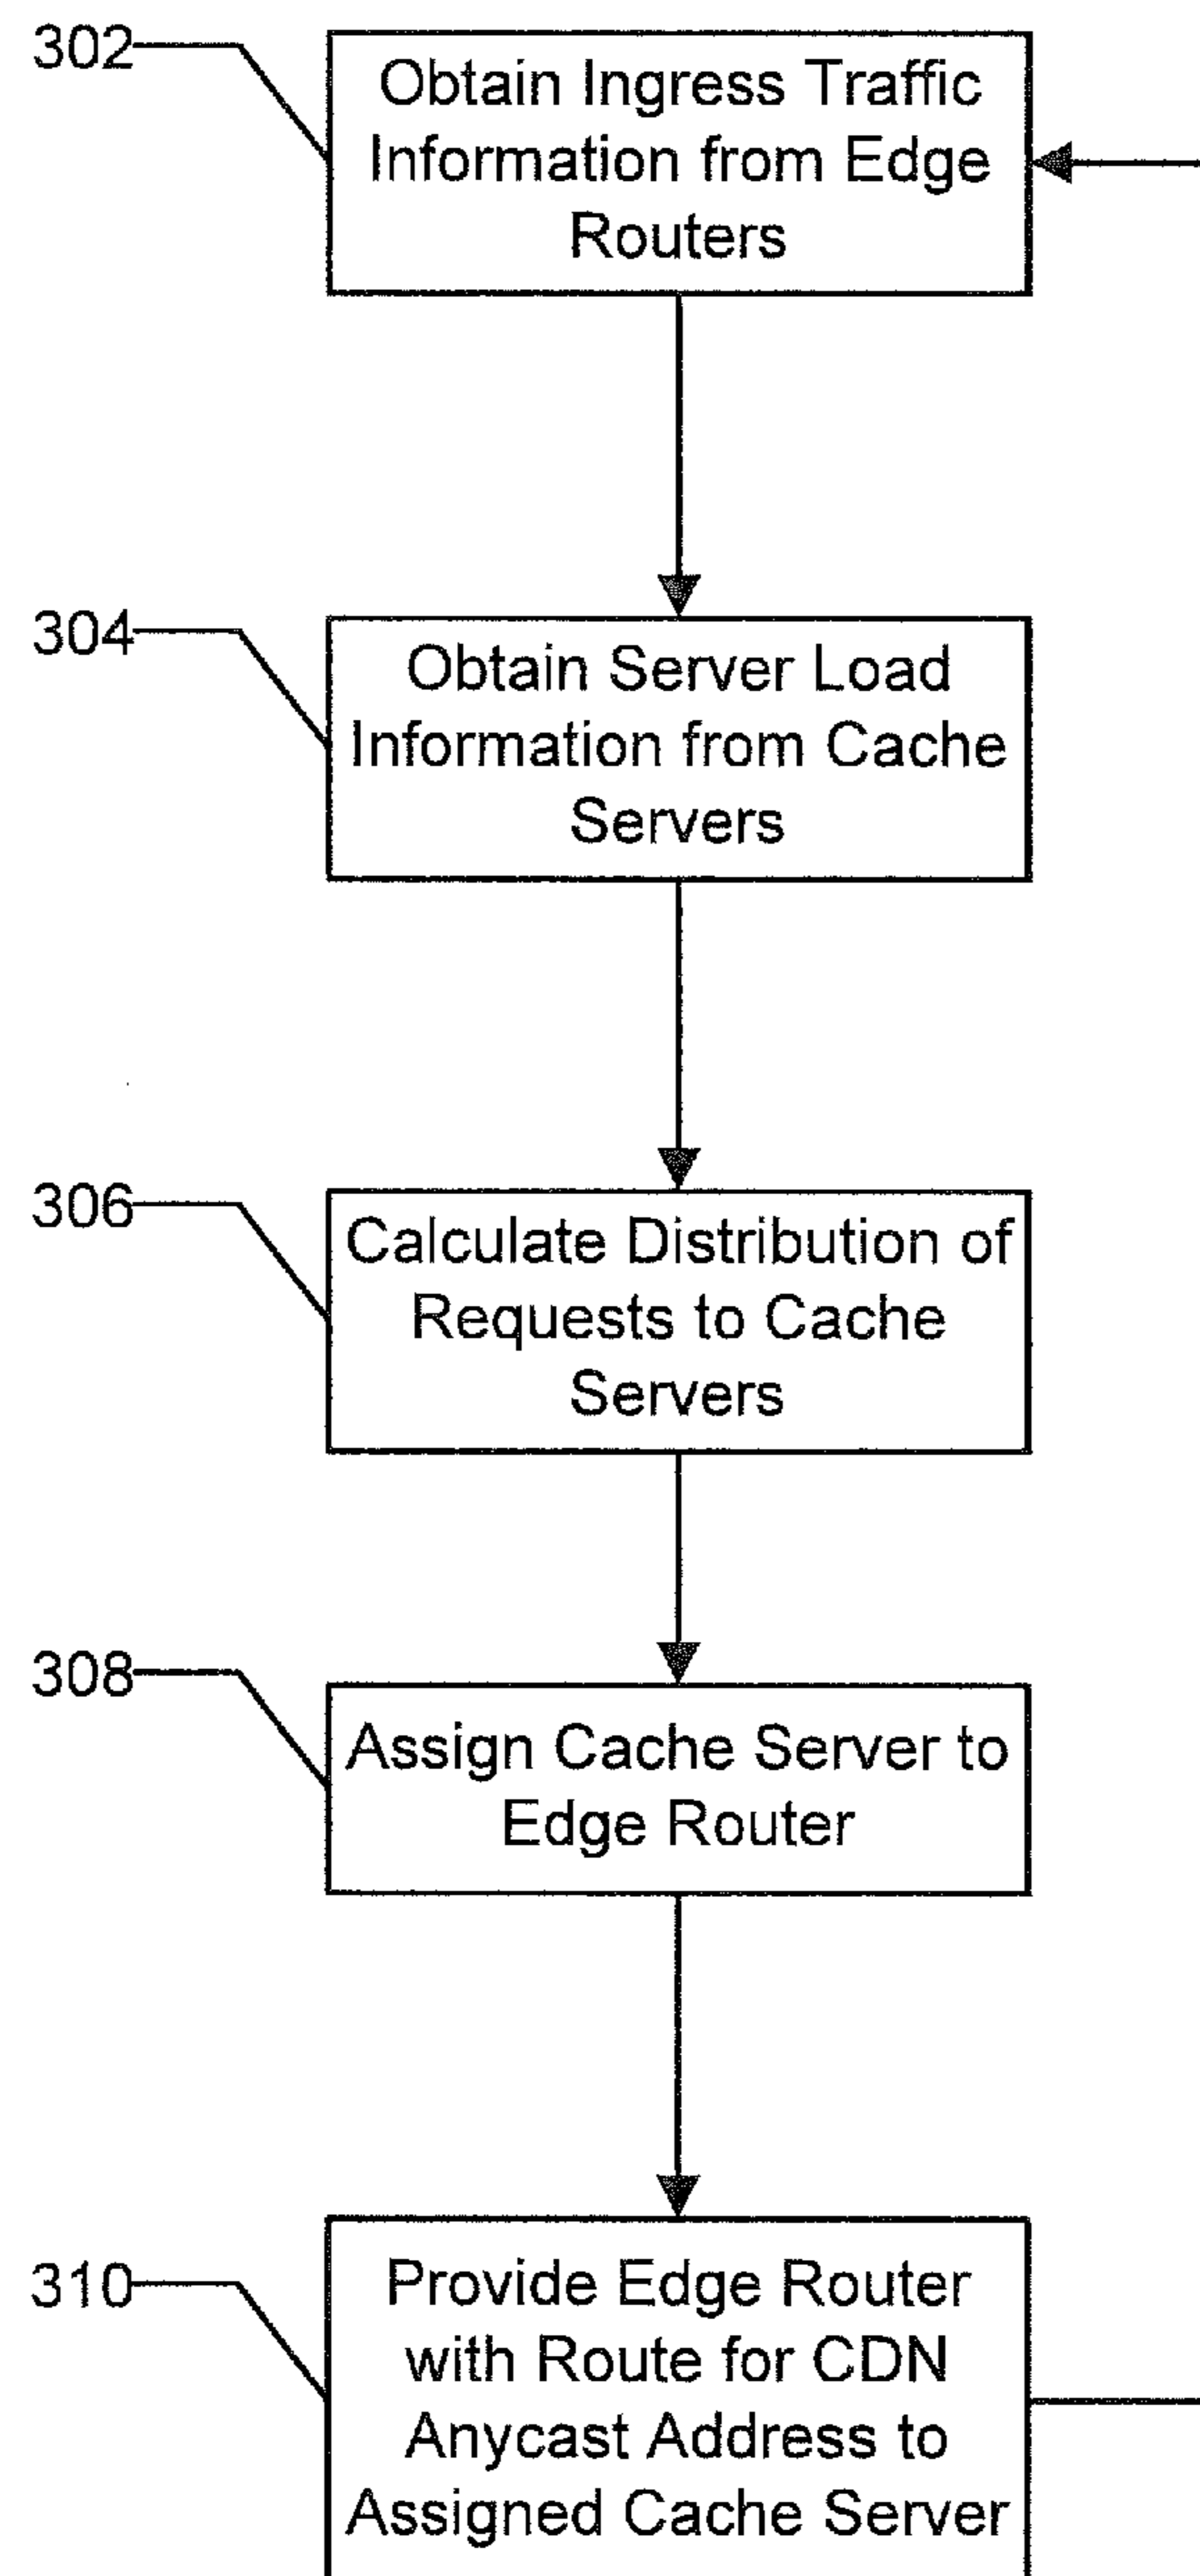 302
Obtain Ingress Traffic
Information from Edge
Routers
304
Obtain Server Load
Information from Cache
Servers
306
Calculate Distribution of
Requests to Cache
Servers
308
Assign Cache Server to
Edge Router
310
Provide Edge Router
with Route for CDN
Anycast Address to
Assigned Cache Server